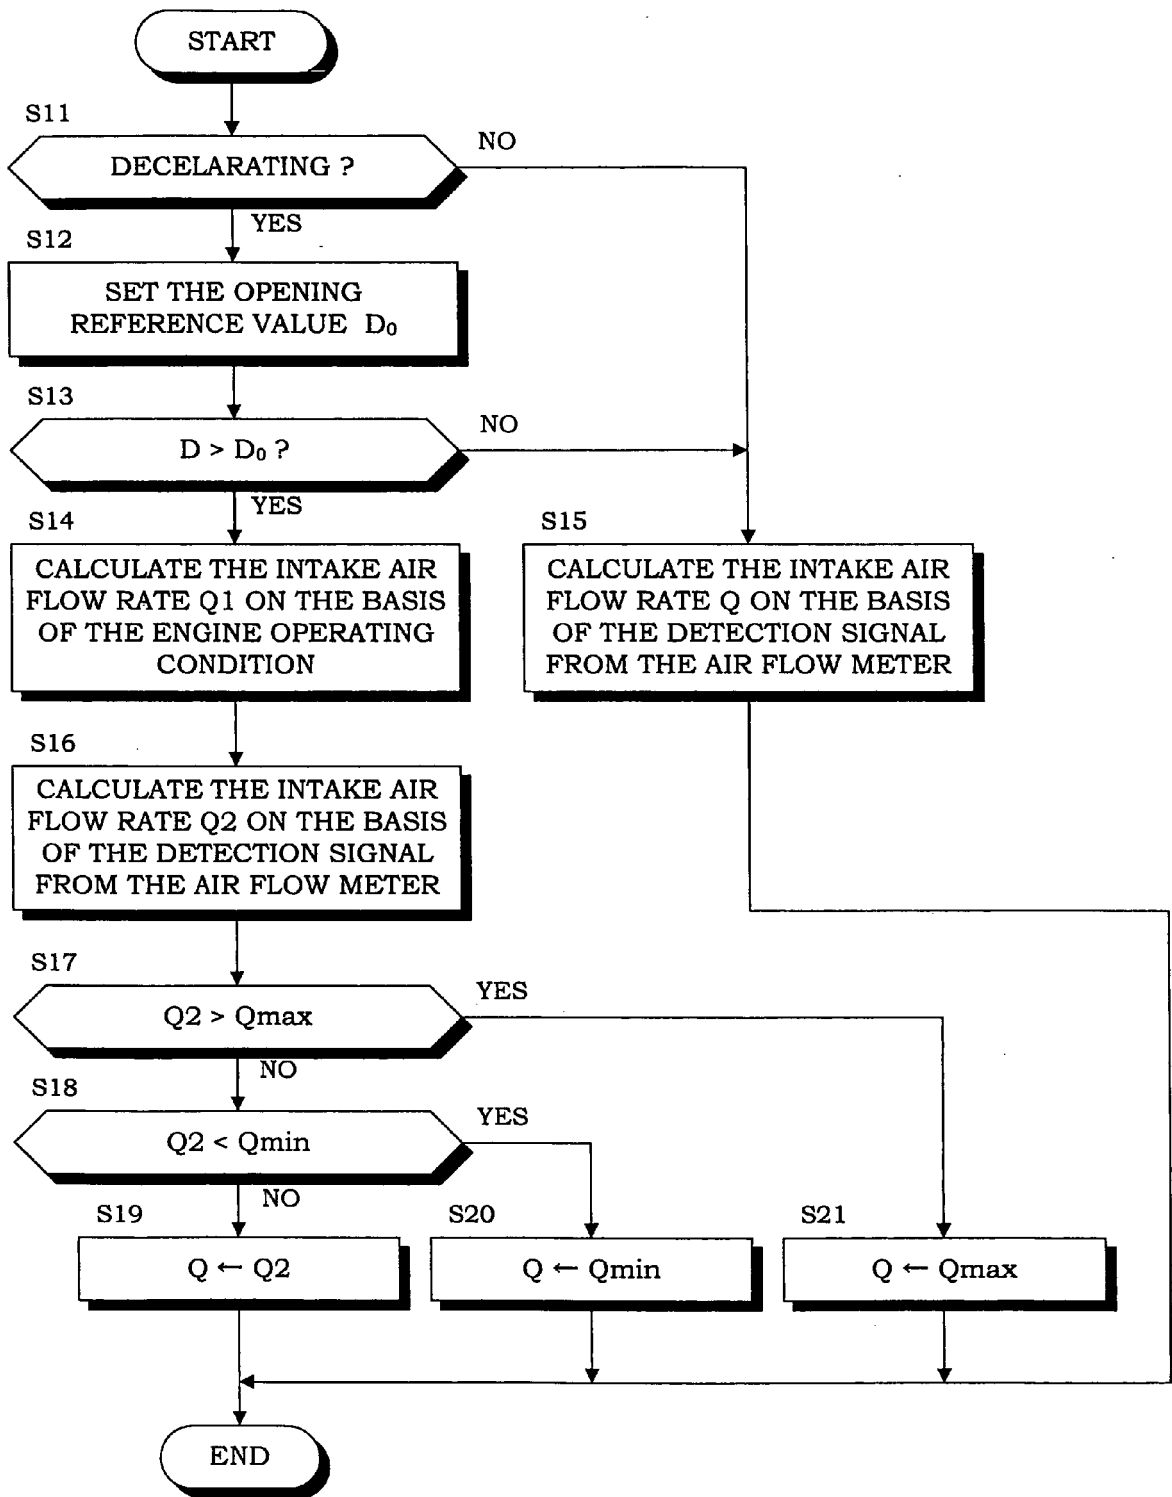 START
S11
DECELARATING ?
NO
YES
S12
SET THE OPENING
REFERENCE VALUE D₀
S13
D > D₀ ?
NO
YES
S14
CALCULATE THE INTAKE AIR
FLOW RATE Q1 ON THE BASIS
OF THE ENGINE OPERATING
CONDITION
S15
CALCULATE THE INTAKE AIR
FLOW RATE Q ON THE BASIS
OF THE DETECTION SIGNAL
FROM THE AIR FLOW METER
S16
CALCULATE THE INTAKE AIR
FLOW RATE Q2 ON THE BASIS
OF THE DETECTION SIGNAL
FROM THE AIR FLOW METER
S17
Q2 > Qmax
YES
NO
S18
Q2 < Qmin
YES
NO
S19
Q ← Q2
S20
Q ← Qmin
S21
Q ← Qmax
END